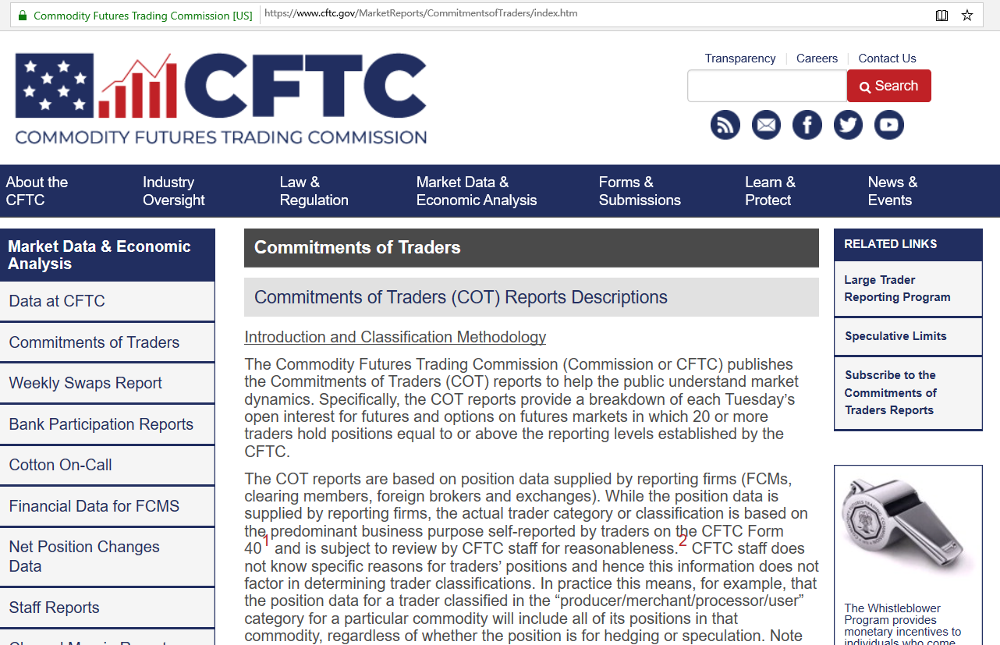 Commodity Futures Trading Commission [US]
https://www.cftc.gov/MarketReports/CommitmentsofTraders/index.htm
CFTC
COMMODITY FUTURES TRADING COMMISSION
Transparency
Careers
Contact Us
Search
About the
CFTC
Industry
Oversight
Law &
Regulation
Market Data &
Economic Analysis
Forms &
Submissions
Learn &
Protect
News &
Events
Market Data & Economic
Analysis
Data at CFTC
Commitments of Traders
Weekly Swaps Report
Bank Participation Reports
Cotton On-Call
Financial Data for FCMS
Net Position Changes
Data
Staff Reports
Commitments of Traders
Commitments of Traders (COT) Reports Descriptions
Introduction and Classification Methodology
The Commodity Futures Trading Commission (Commission or CFTC) publishes
the Commitments of Traders (COT) reports to help the public understand market
dynamics. Specifically, the COT reports provide a breakdown of each Tuesday’s
open interest for futures and options on futures markets in which 20 or more
traders hold positions equal to or above the reporting levels established by the
CFTC.
The COT reports are based on position data supplied by reporting firms (FCMs,
clearing members, foreign brokers and exchanges). While the position data is
supplied by reporting firms, the actual trader category or classification is based on
the predominant business purpose self-reported by traders on the CFTC Form
40 1 and is subject to review by CFTC staff for reasonableness. 2 CFTC staff does
not know specific reasons for traders’ positions and hence this information does not
factor in determining trader classifications. In practice this means, for example, that
the position data for a trader classified in the “producer/merchant/processor/user”
category for a particular commodity will include all of its positions in that
commodity, regardless of whether the position is for hedging or speculation. Note
RELATED LINKS
Large Trader
Reporting Program
Speculative Limits
Subscribe to the
Commitments of
Traders Reports
The Whistleblower
Program provides
monetary incentives to
individuals who come